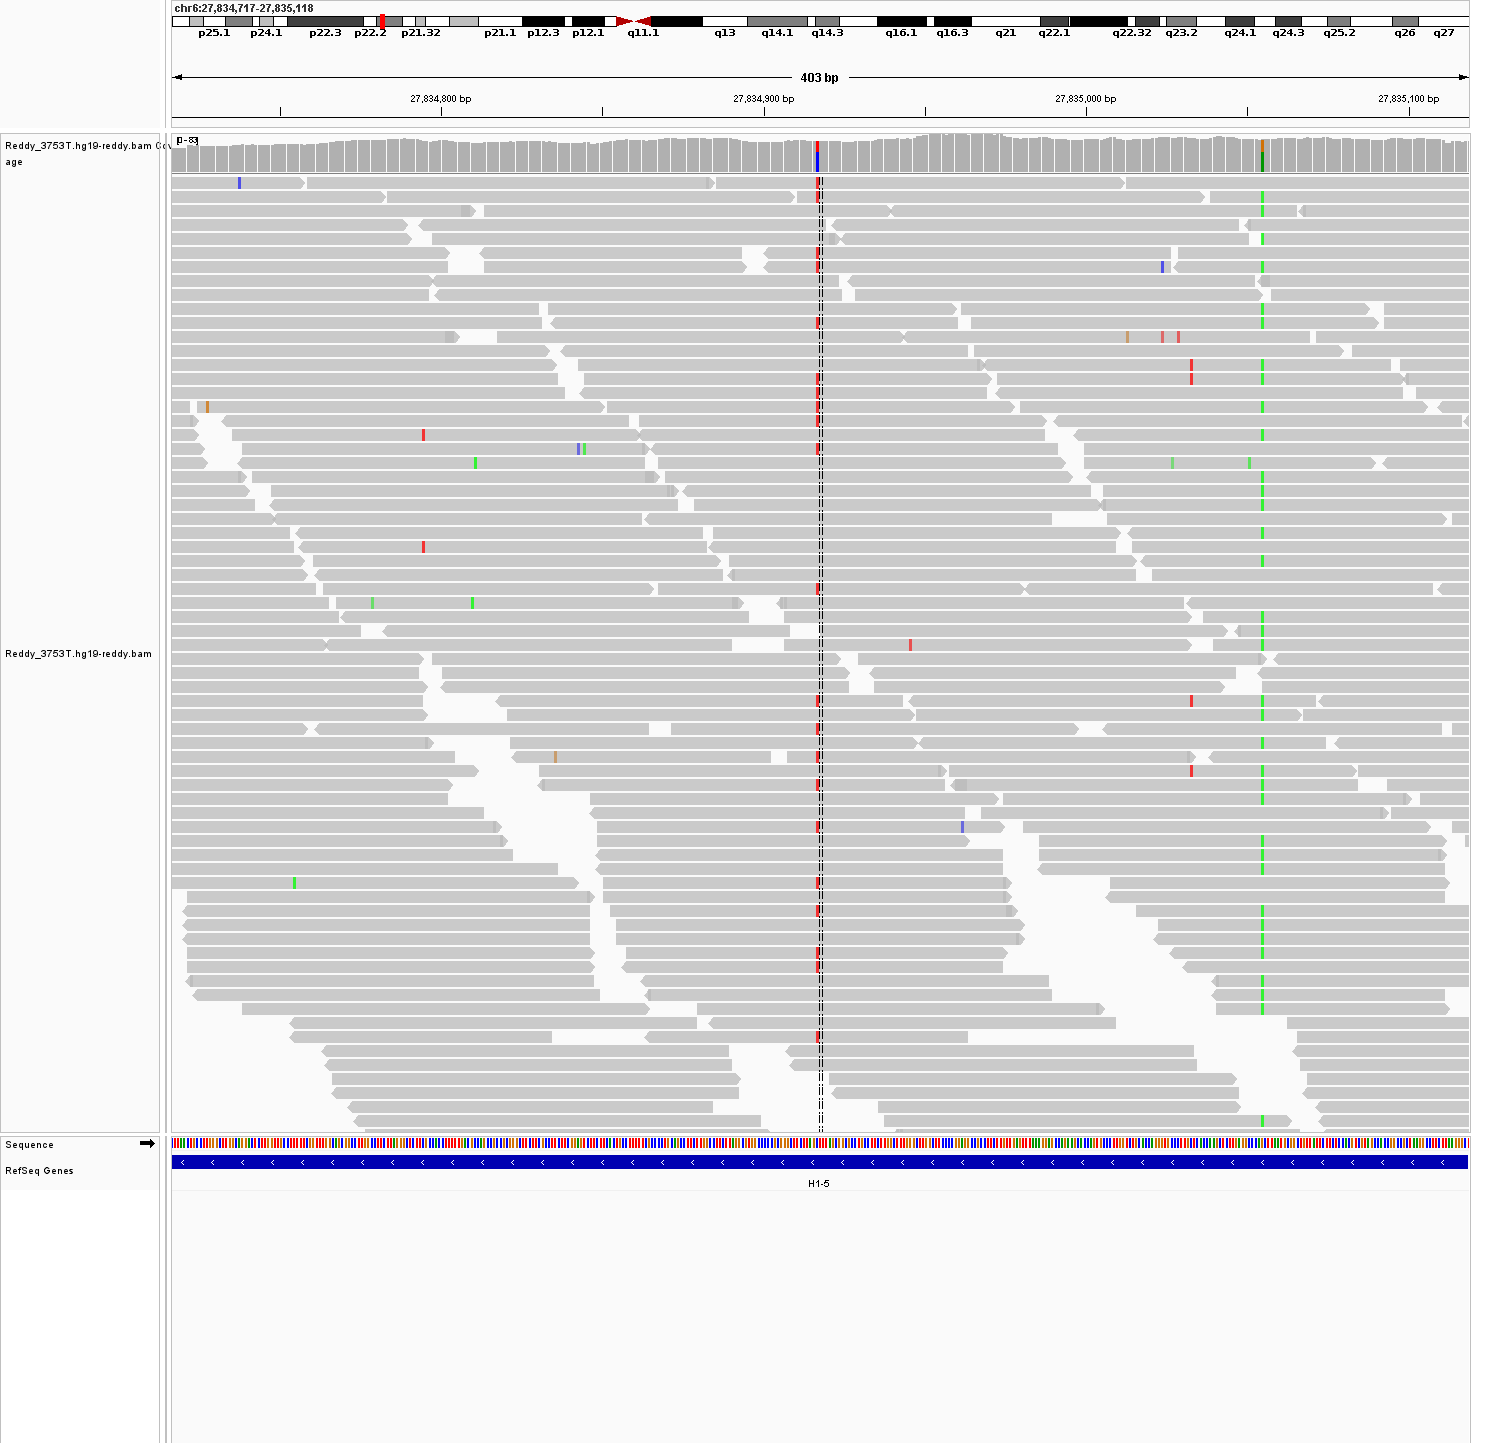 chr6:27,834,717-27,835,118
p25.1 p24.1 p22.3 p22.2 p21.32 p21.1 p12.3 p12.1 q11.1 q13 q14.1 q14.3 q16.1 q16.3 q21 q22.1 q22.32 q23.2 q24.1 q24.3 q25.2 q26 q27
403 bp
27,834,800 bp 27,834,900 bp 27,835,000 bp 27,835,100 bp
Reddy_3753T.hg19-reddy.bam Cov
age
[0 - 83]
Reddy_3753T.hg19-reddy.bam
Sequence
RefSeq Genes
H1-5